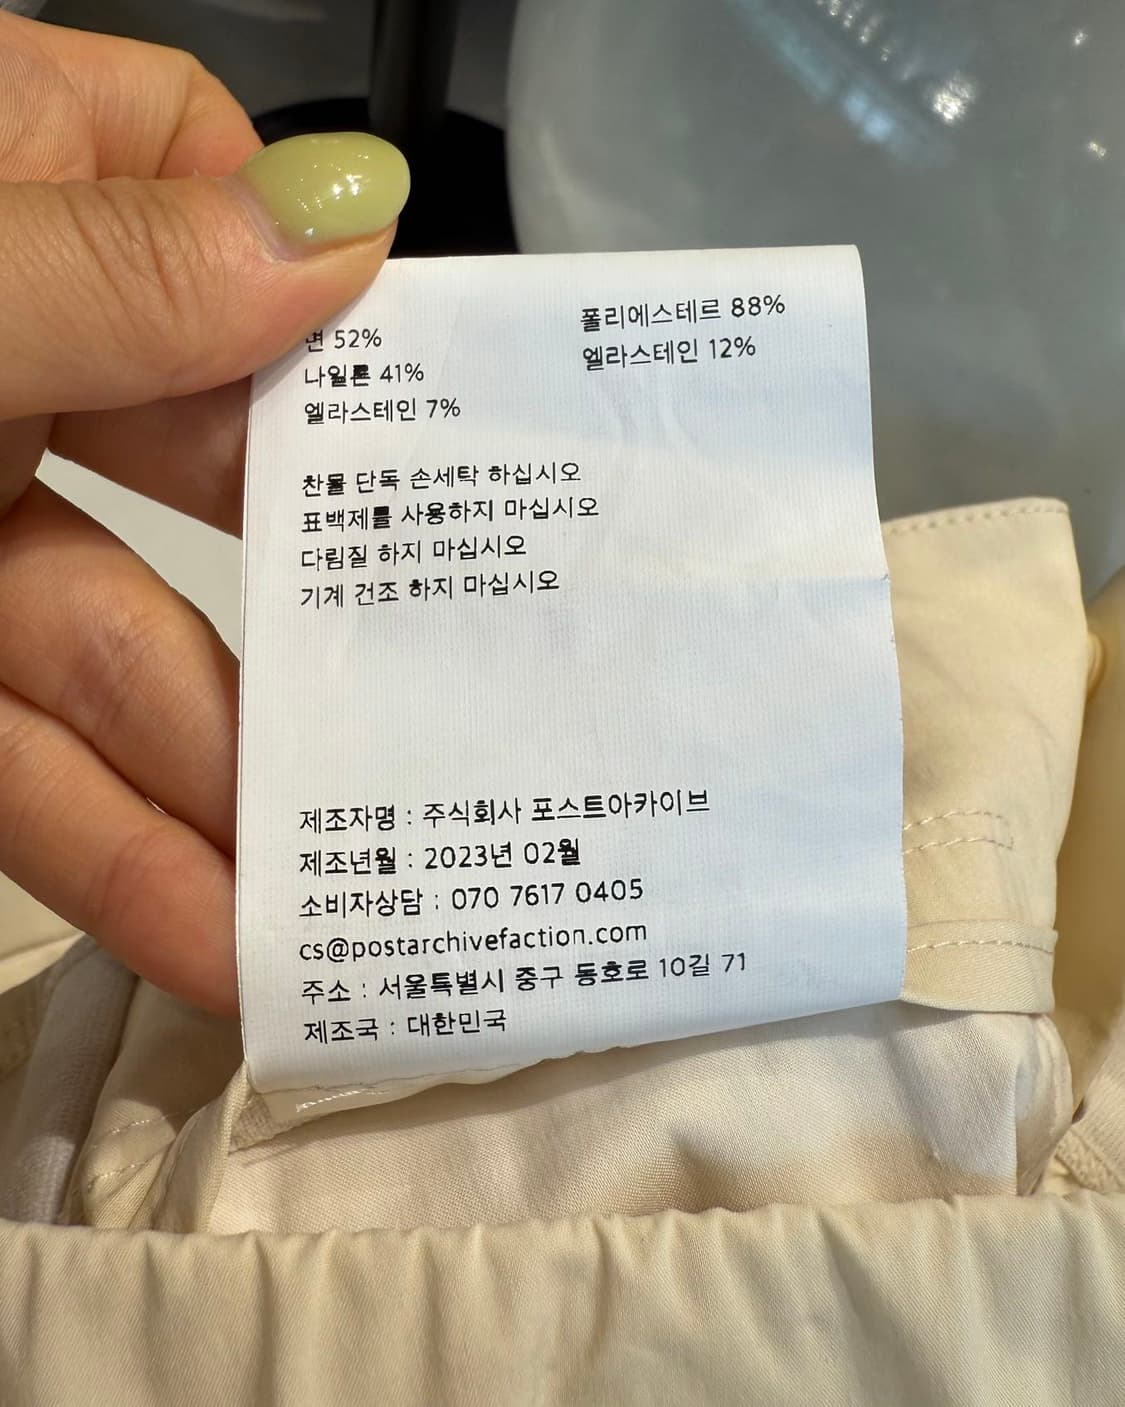 면 52%
나일론 41%
엘라스테인 7%
폴리에스테르 88%
엘라스테인 12%
찬물 단독 손세탁 하십시오
표백제를 사용하지 마십시오
다림질 하지 마십시오
기계 건조 하지 마십시오
제조자명 : 주식회사 포스트아카이브
제조년월 : 2023년 02월
소비자상담 : 070 7617 0405
cs@postarchivefaction.com
주소 : 서울특별시 중구 동호로 10길 71
제조국 : 대한민국